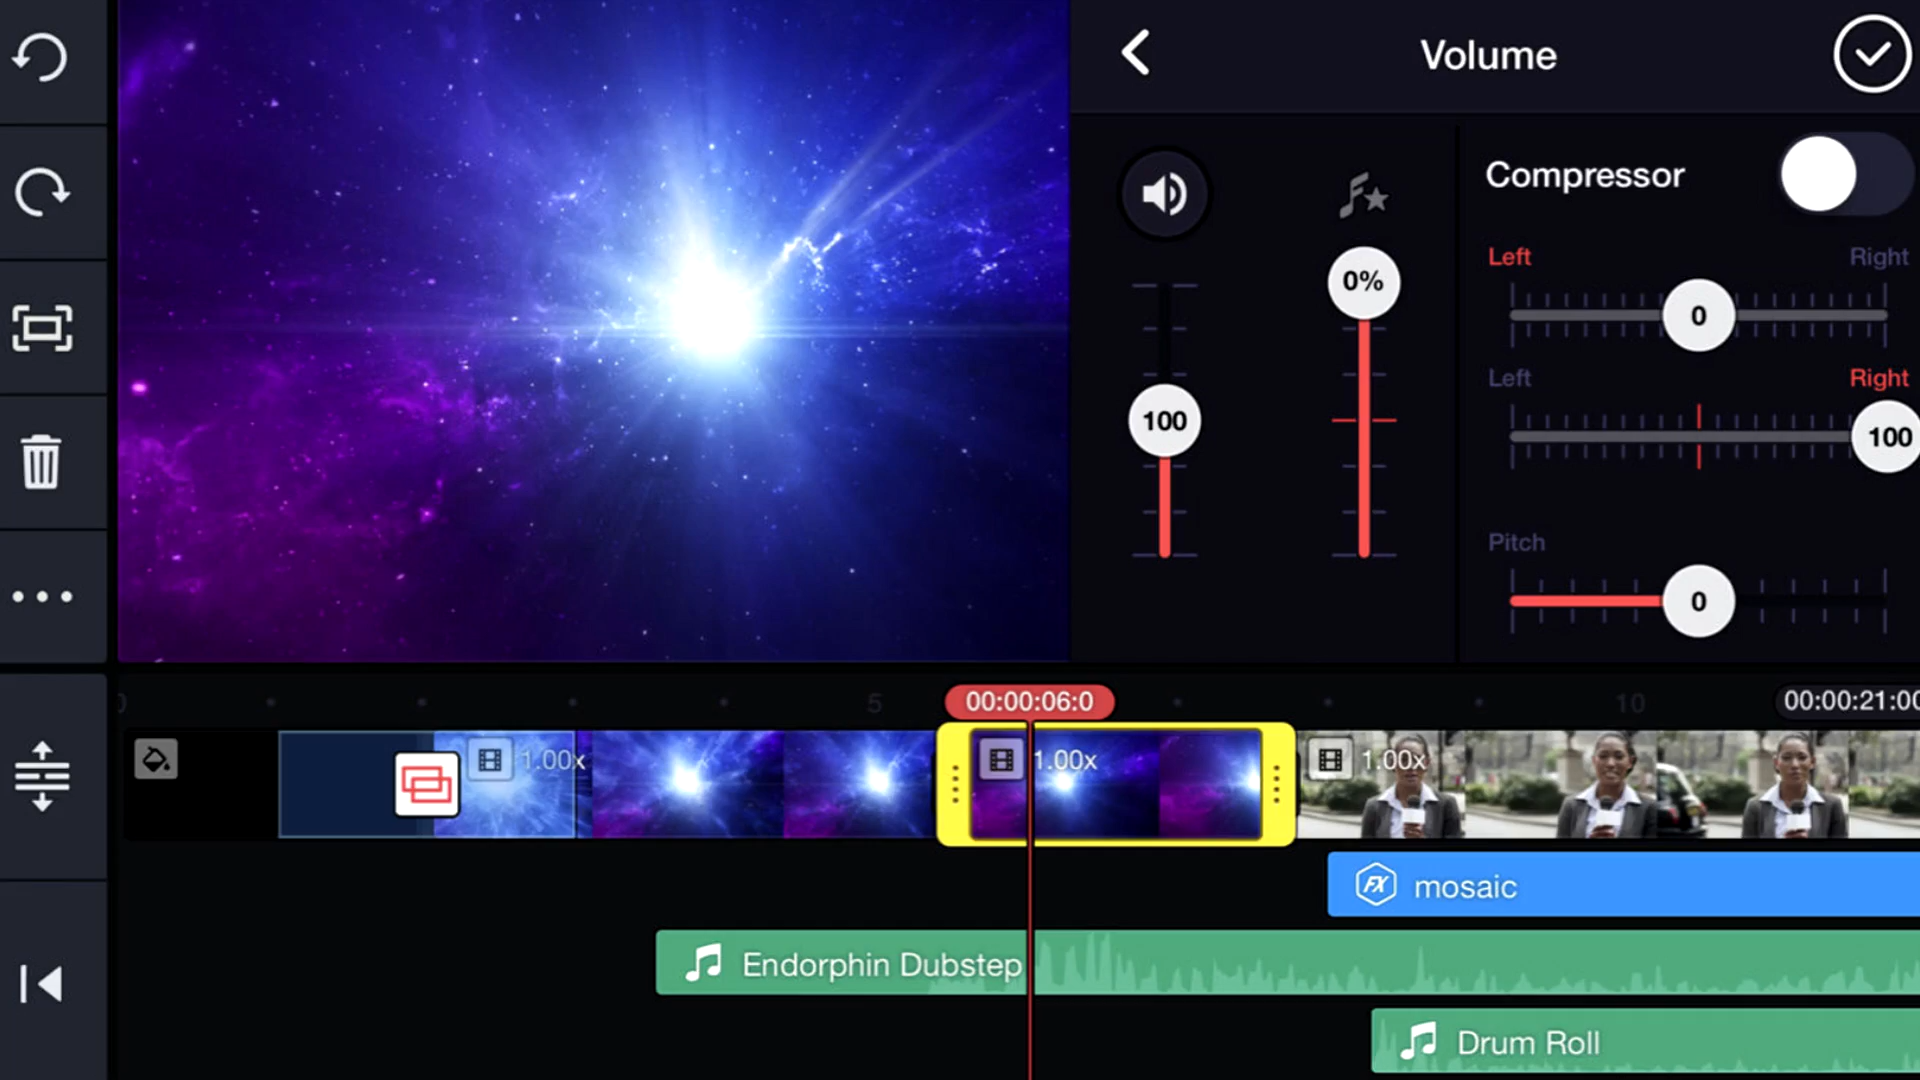 Volume
Compressor
Left
Right
0%
0
Left
Right
100
100
Pitch
0
5
00:00:06:0
10
00:00:21:00
1.00x
1.00x
1.00x
FX mosaic
Endorphin Dubstep
Drum Roll